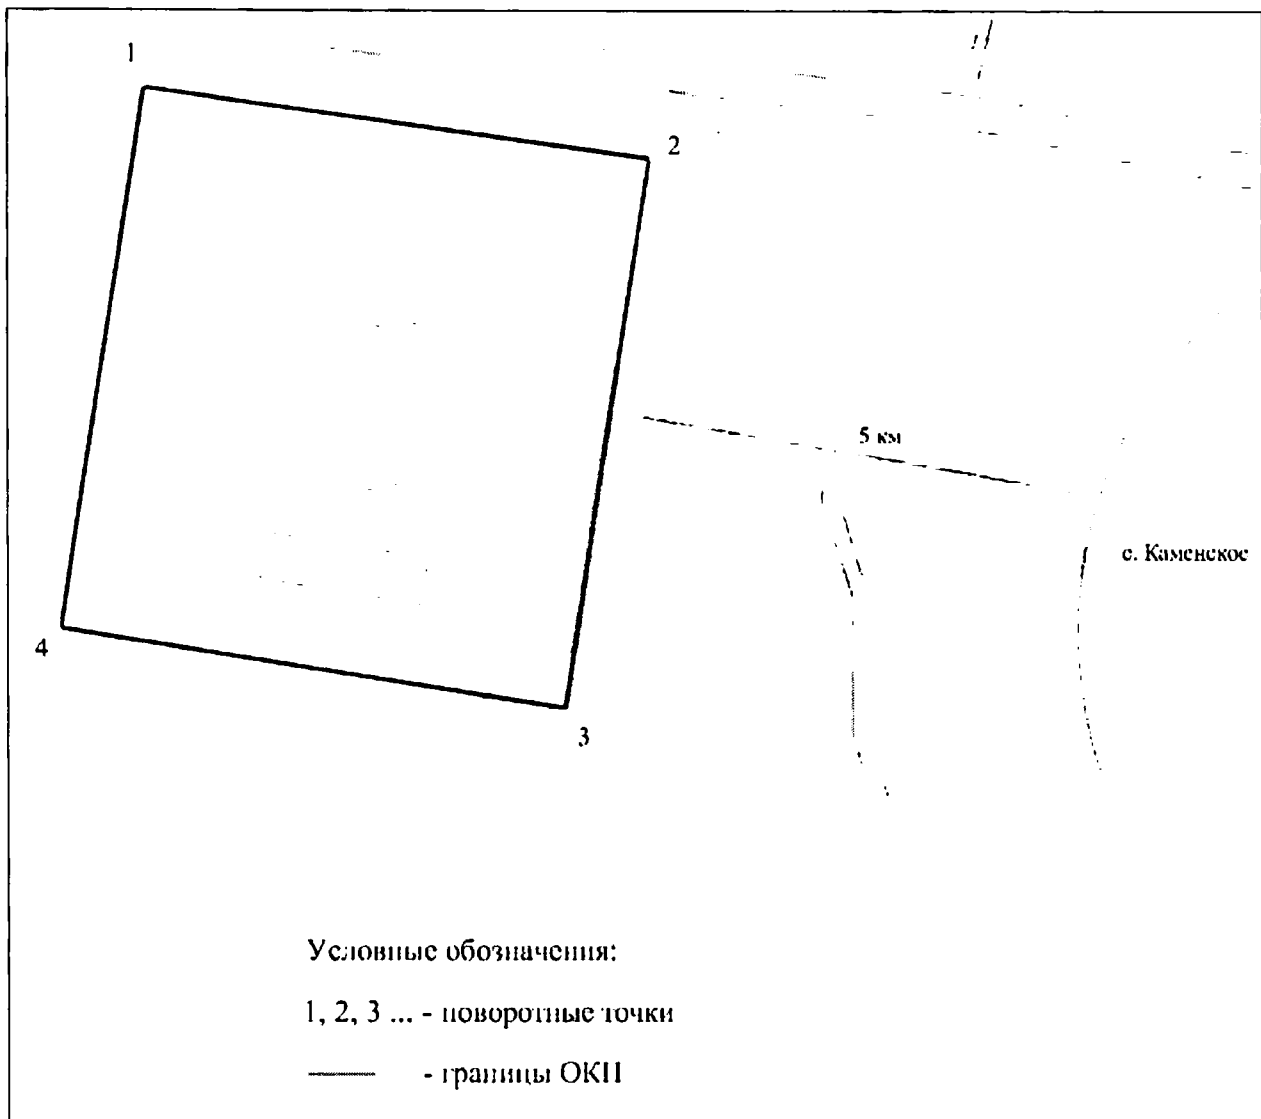 1
2
5 км
с. Каменское
4
3
Условные обозначения:
1, 2, 3 ... - поворотные точки
- границы ОКН